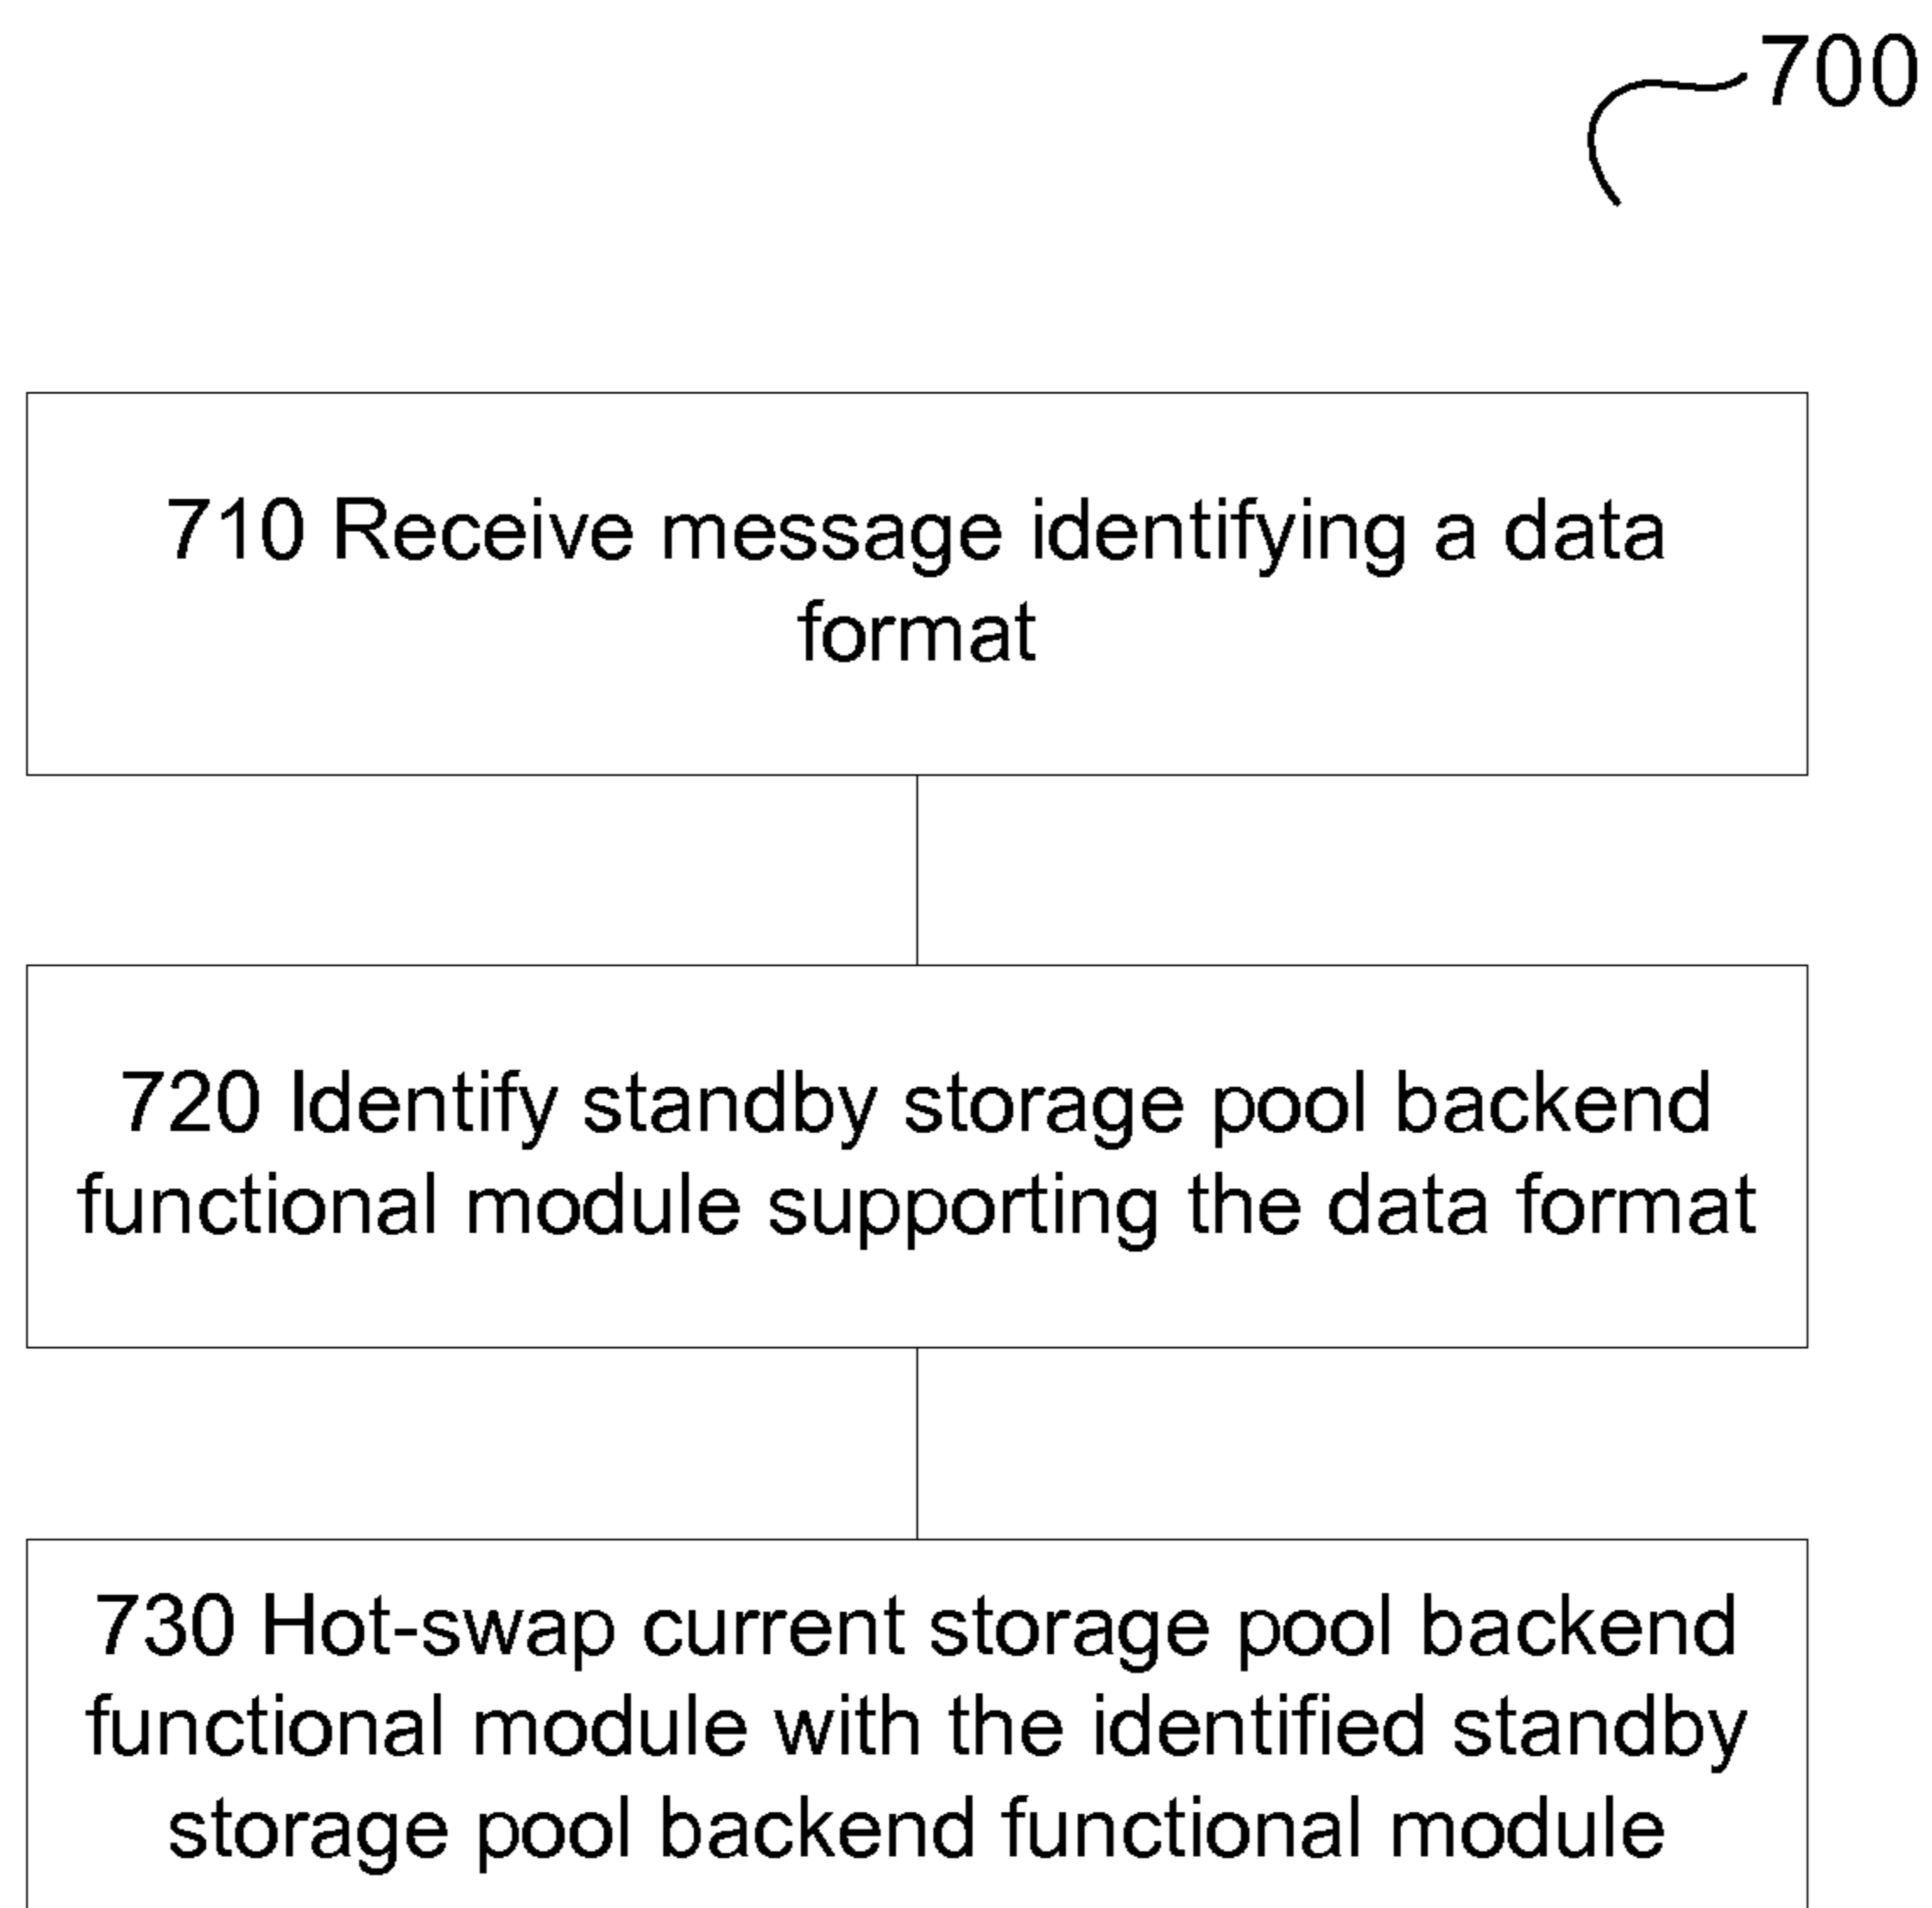 700
710 Receive message identifying a data
format
720 Identify standby storage pool backend
functional module supporting the data format
730 Hot-swap current storage pool backend
functional module with the identified standby
storage pool backend functional module